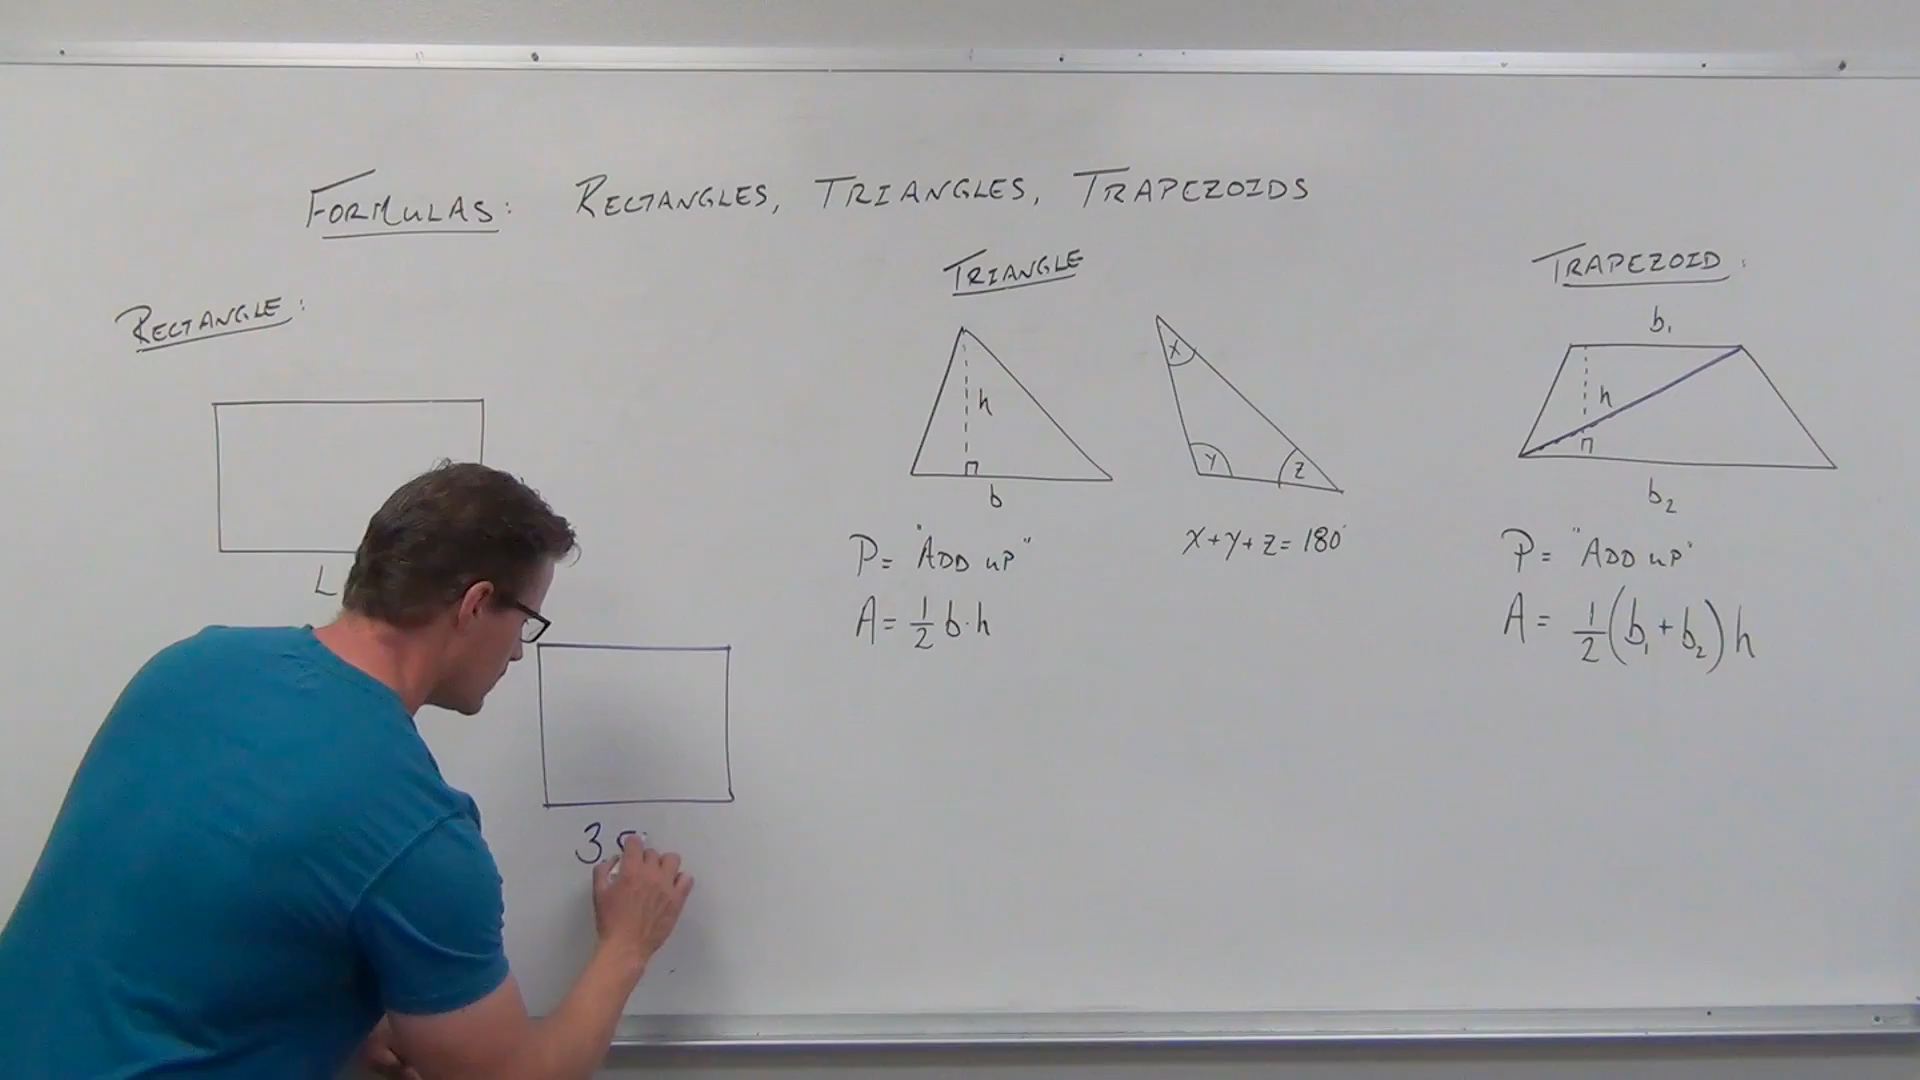 FORMULAS: RECTANGLES, TRIANGLES, TRAPEZOIDS
RECTANGLE:
L
TRIANGLE
h
b
X
Y
Z
P = "ADD UP"
A = 1/2 b·h
X+Y+Z = 180°
TRAPEZOID:
b₁
h
b₂
P = "ADD UP"
A = 1/2 (b₁ + b₂) h